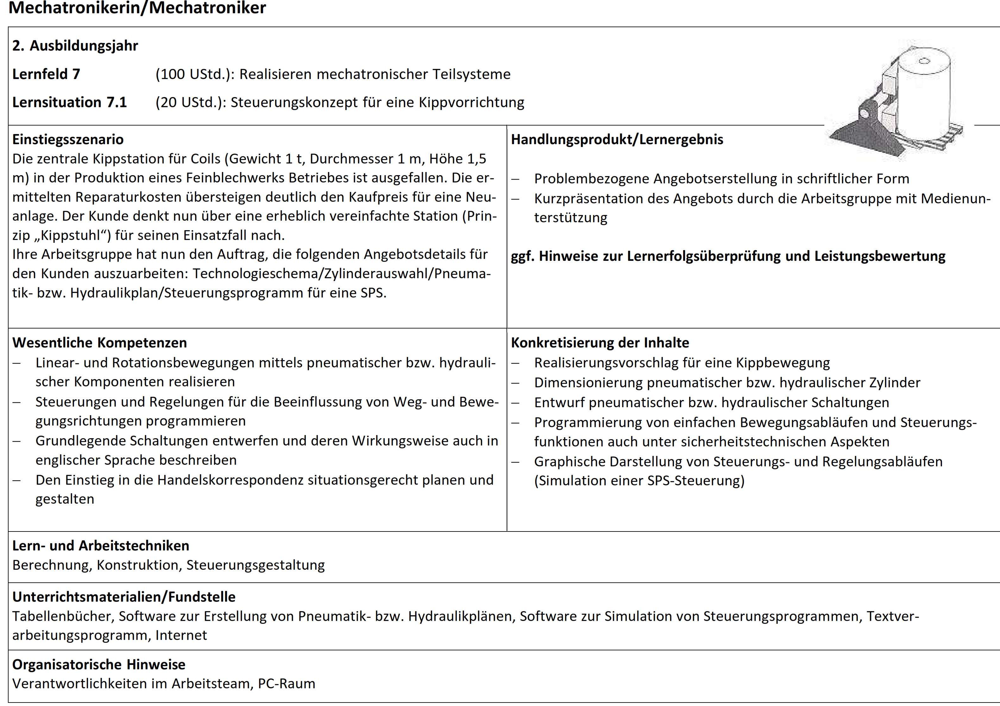 Mechatronikerin/Mechatroniker
2. Ausbildungsjahr
Lernfeld 7 (100 UStd.): Realisieren mechatronischer Teilsysteme
Lernsituation 7.1 (20 UStd.): Steuerungskonzept für eine Kippvorrichtung
Einstiegsszenario
Die zentrale Kippstation für Coils (Gewicht 1 t, Durchmesser 1 m, Höhe 1,5
m) in der Produktion eines Feinblechwerks Betriebes ist ausgefallen. Die er-
mittelten Reparaturkosten übersteigen deutlich den Kaufpreis für eine Neu-
anlage. Der Kunde denkt nun über eine erheblich vereinfachte Station (Prin-
zip „Kippstuhl“) für seinen Einsatzfall nach.
Ihre Arbeitsgruppe hat nun den Auftrag, die folgenden Angebotsdetails für
den Kunden auszuarbeiten: Technologieschema/Zylinderauswahl/Pneuma-
tik- bzw. Hydraulikplan/Steuerungsprogramm für eine SPS.
Handlungsprodukt/Lernergebnis
– Problembezogene Angebotserstellung in schriftlicher Form
– Kurzpräsentation des Angebots durch die Arbeitsgruppe mit Medienun-
terstützung
ggf. Hinweise zur Lernerfolgsüberprüfung und Leistungsbewertung
Wesentliche Kompetenzen
– Linear- und Rotationsbewegungen mittels pneumatischer bzw. hydrauli-
scher Komponenten realisieren
– Steuerungen und Regelungen für die Beeinflussung von Weg- und Bewe-
gungsrichtungen programmieren
– Grundlegende Schaltungen entwerfen und deren Wirkungsweise auch in
englischer Sprache beschreiben
– Den Einstieg in die Handelskorrespondenz situationsgerecht planen und
gestalten
Konkretisierung der Inhalte
– Realisierungsvorschlag für eine Kippbewegung
– Dimensionierung pneumatischer bzw. hydraulischer Zylinder
– Entwurf pneumatischer bzw. hydraulischer Schaltungen
– Programmierung von einfachen Bewegungsabläufen und Steuerungs-
funktionen auch unter sicherheitstechnischen Aspekten
– Graphische Darstellung von Steuerungs- und Regelungsabläufen
(Simulation einer SPS-Steuerung)
Lern- und Arbeitstechniken
Berechnung, Konstruktion, Steuerungsgestaltung
Unterrichtsmaterialien/Fundstelle
Tabellenbücher, Software zur Erstellung von Pneumatik- bzw. Hydraulikplänen, Software zur Simulation von Steuerungsprogrammen, Textver-
arbeitungsprogramm, Internet
Organisatorische Hinweise
Verantwortlichkeiten im Arbeitsteam, PC-Raum